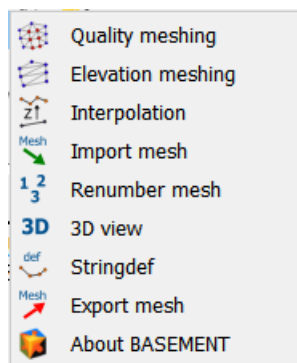 Quality meshing
Elevation meshing
Z Interpolation
Mesh Import mesh
1 2 3 Renumber mesh
3D 3D view
def Stringdef
Mesh Export mesh
About BASEMENT